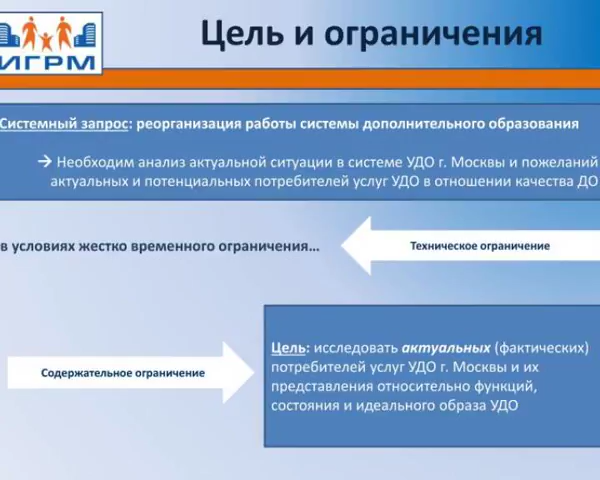 ИГРМ
Цель и ограничения
Системный запрос: реорганизация работы системы дополнительного образования
→ Необходим анализ актуальной ситуации в системе УДО г. Москвы и пожеланий
актуальных и потенциальных потребителей услуг УДО в отношении качества ДО
в условиях жестко временного ограничения...
Техническое ограничение
Содержательное ограничение
Цель: исследовать актуальных (фактических)
потребителей услуг УДО г. Москвы и их
представления относительно функций,
состояния и идеального образа УДО